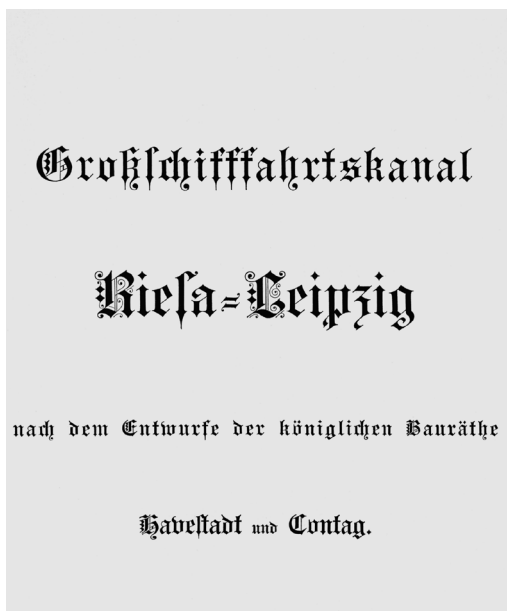 Großſchifffahrtskanal
Rieſa=Leipzig
nach dem Entwurfe der königlichen Bauräthe
Haveſtadt und Contag.